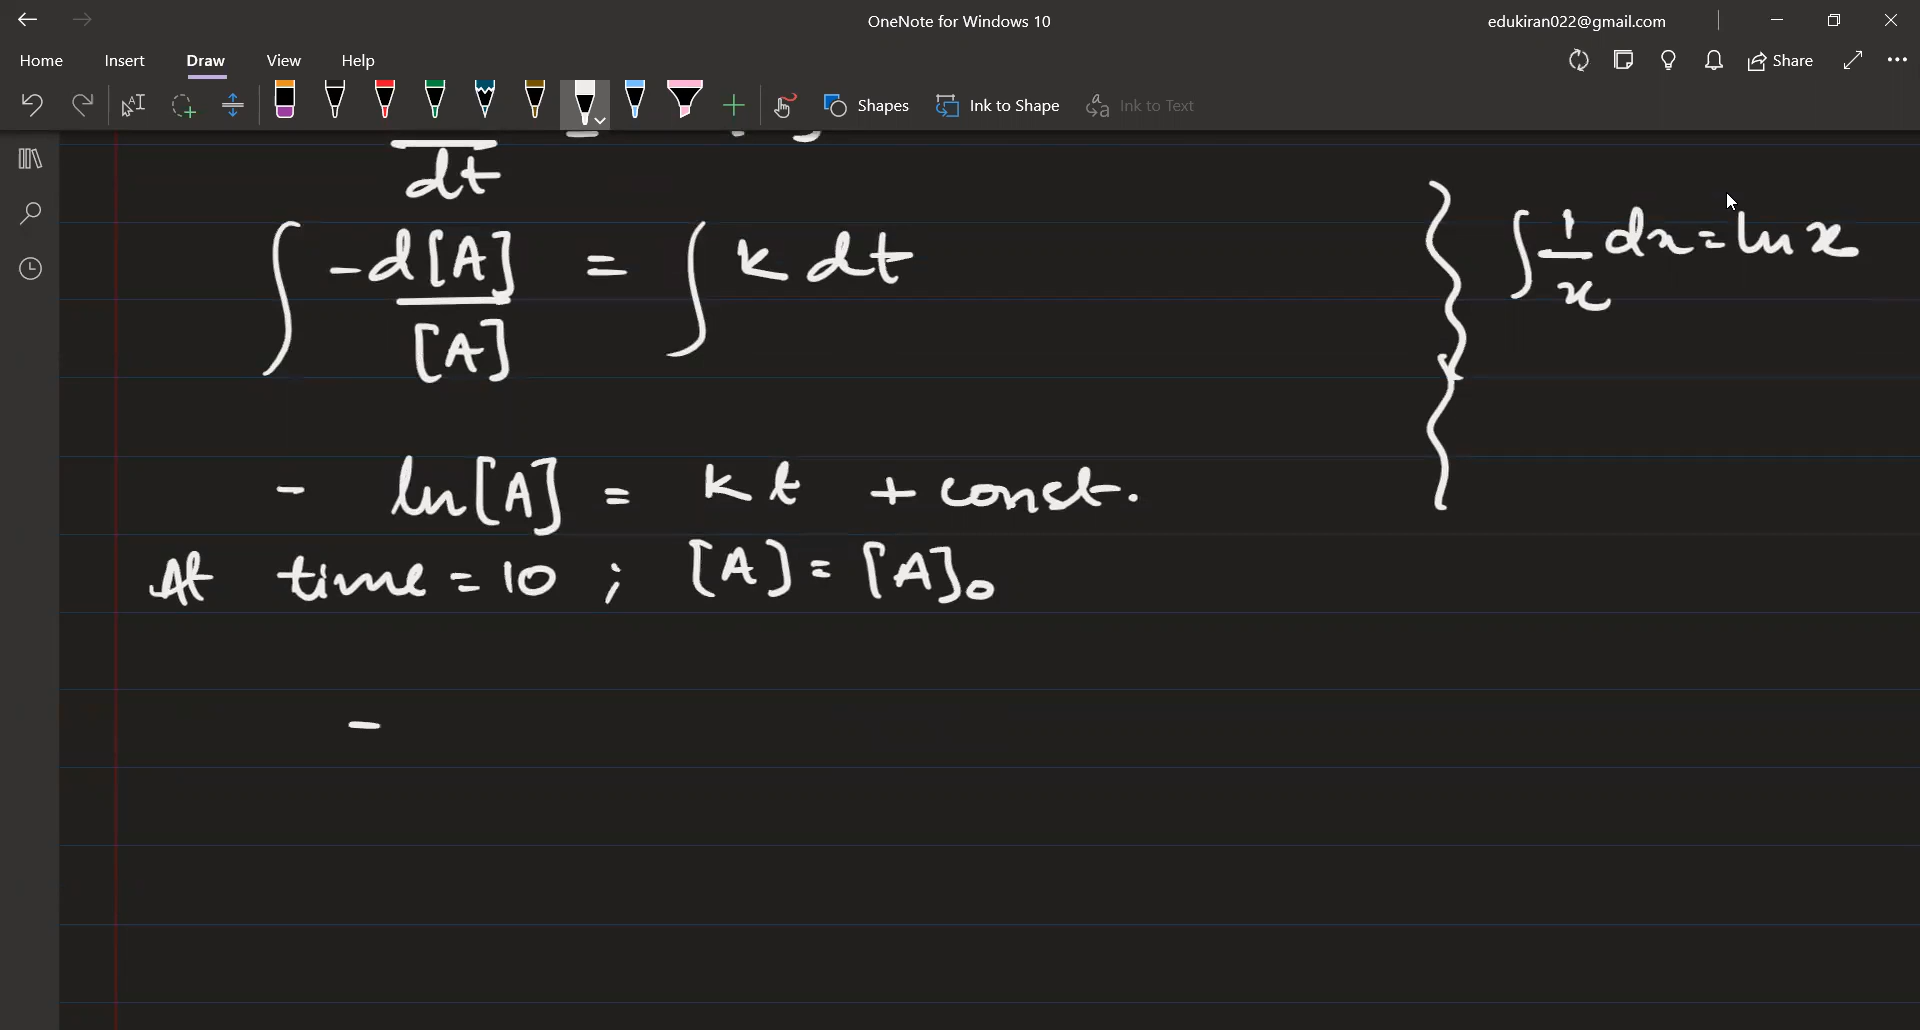 OneNote for Windows 10
edukiran022@gmail.com
Home Insert Draw View Help
Share
Shapes Ink to Shape Ink to Text
dt
∫ -d[A] / [A] = ∫ k dt
∫ 1/x dx = ln x
- ln[A] = k t + const.
At time = 10 ; [A] = [A]₀
-